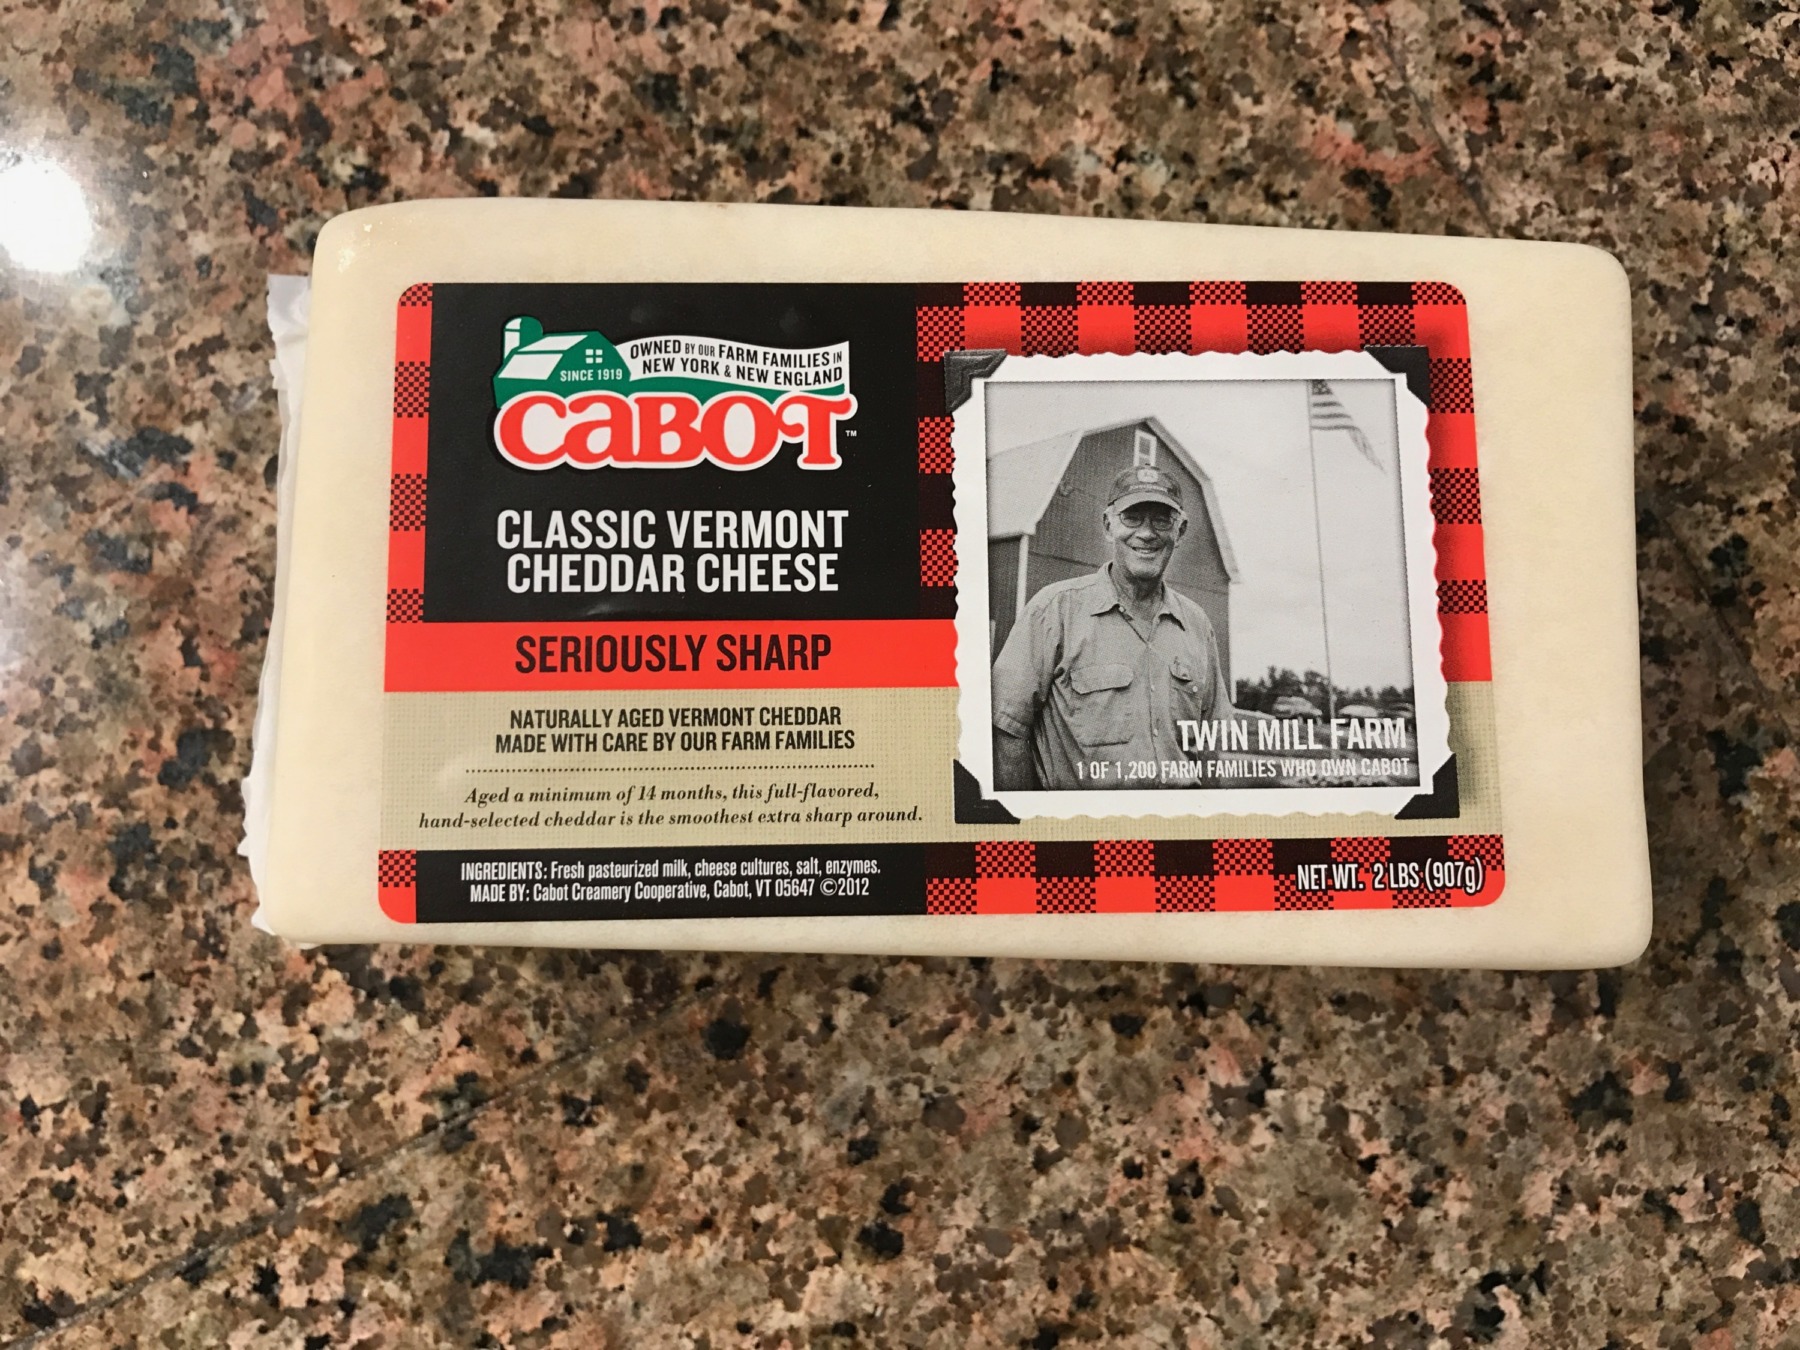 SINCE 1919
OWNED BY OUR FARM FAMILIES IN
NEW YORK & NEW ENGLAND
CABOT™
CLASSIC VERMONT
CHEDDAR CHEESE
SERIOUSLY SHARP
NATURALLY AGED VERMONT CHEDDAR
MADE WITH CARE BY OUR FARM FAMILIES
Aged a minimum of 14 months, this full-flavored,
hand-selected cheddar is the smoothest extra sharp around.
INGREDIENTS: Fresh pasteurized milk, cheese cultures, salt, enzymes.
MADE BY: Cabot Creamery Cooperative, Cabot, VT 05647 ©2012
TWIN MILL FARM
1 OF 1,200 FARM FAMILIES WHO OWN CABOT
NET WT. 2 LBS (907g)